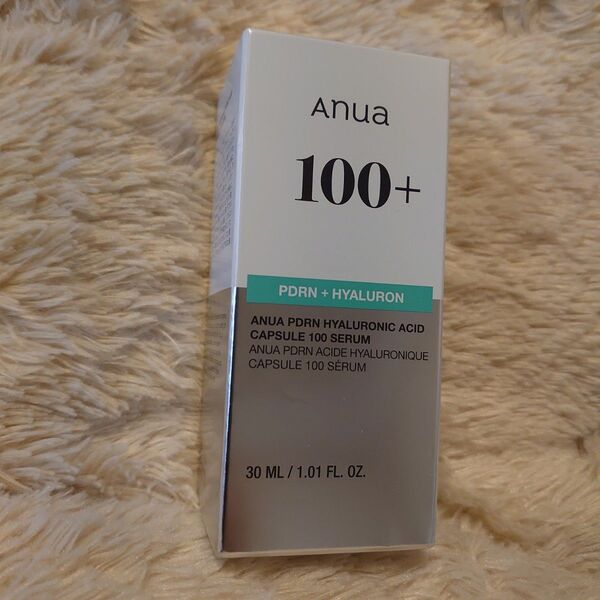 Anua
100+
PDRN + HYALURON
ANUA PDRN HYALURONIC ACID
CAPSULE 100 SERUM
ANUA PDRN ACIDE HYALURONIQUE
CAPSULE 100 SÉRUM
30 ML / 1.01 FL. OZ.